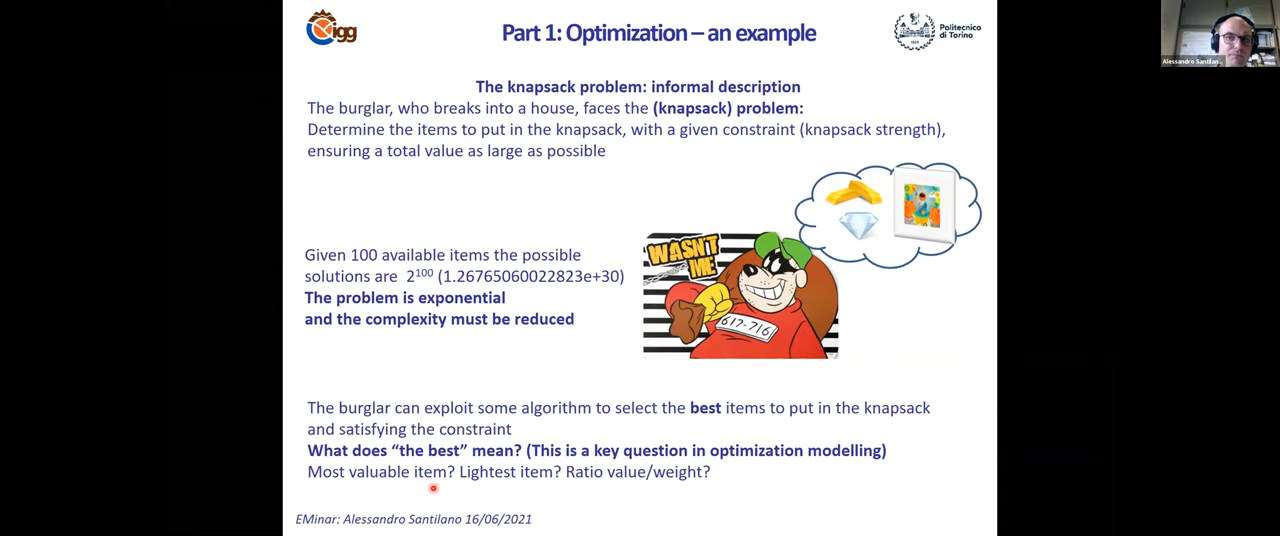 igg
Part 1: Optimization – an example
Politecnico
di Torino
Alessandro Santilan...
The knapsack problem: informal description
The burglar, who breaks into a house, faces the (knapsack) problem:
Determine the items to put in the knapsack, with a given constraint (knapsack strength),
ensuring a total value as large as possible
Given 100 available items the possible
solutions are 2¹⁰⁰ (1.26765060022823e+30)
The problem is exponential
and the complexity must be reduced
WASN'T
ME
617-716
The burglar can exploit some algorithm to select the best items to put in the knapsack
and satisfying the constraint
What does “the best” mean? (This is a key question in optimization modelling)
Most valuable item? Lightest item? Ratio value/weight?
EMinar: Alessandro Santilano 16/06/2021